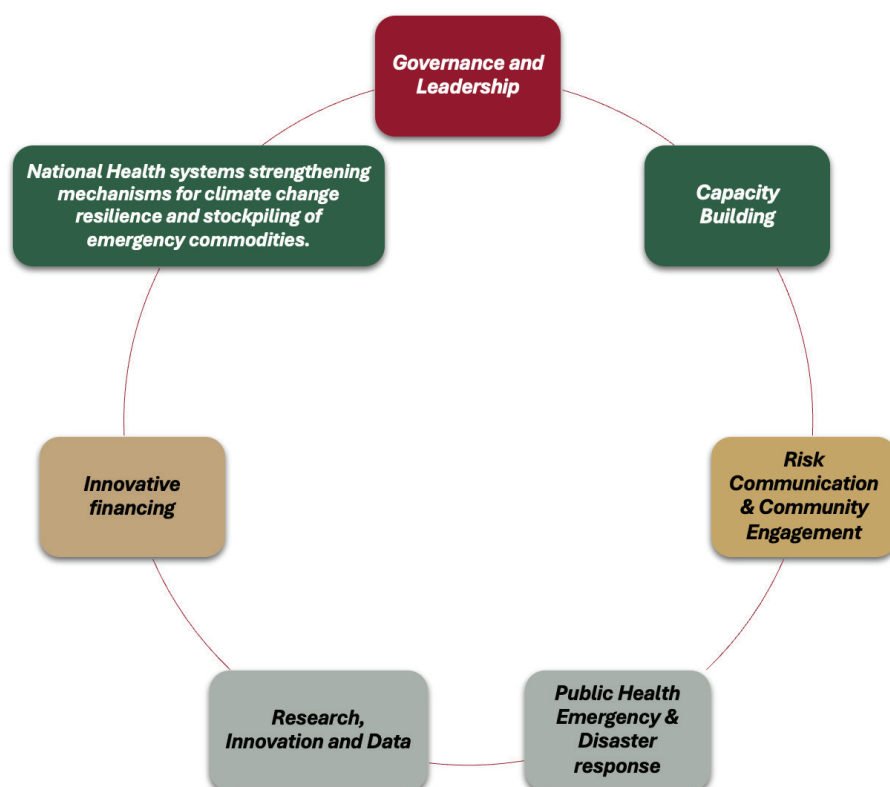 Governance and
Leadership
National Health systems strengthening
mechanisms for climate change
resilience and stockpiling of
emergency commodities.
Capacity
Building
Innovative
financing
Risk
Communication
& Community
Engagement
Research,
Innovation and Data
Public Health
Emergency &
Disaster
response